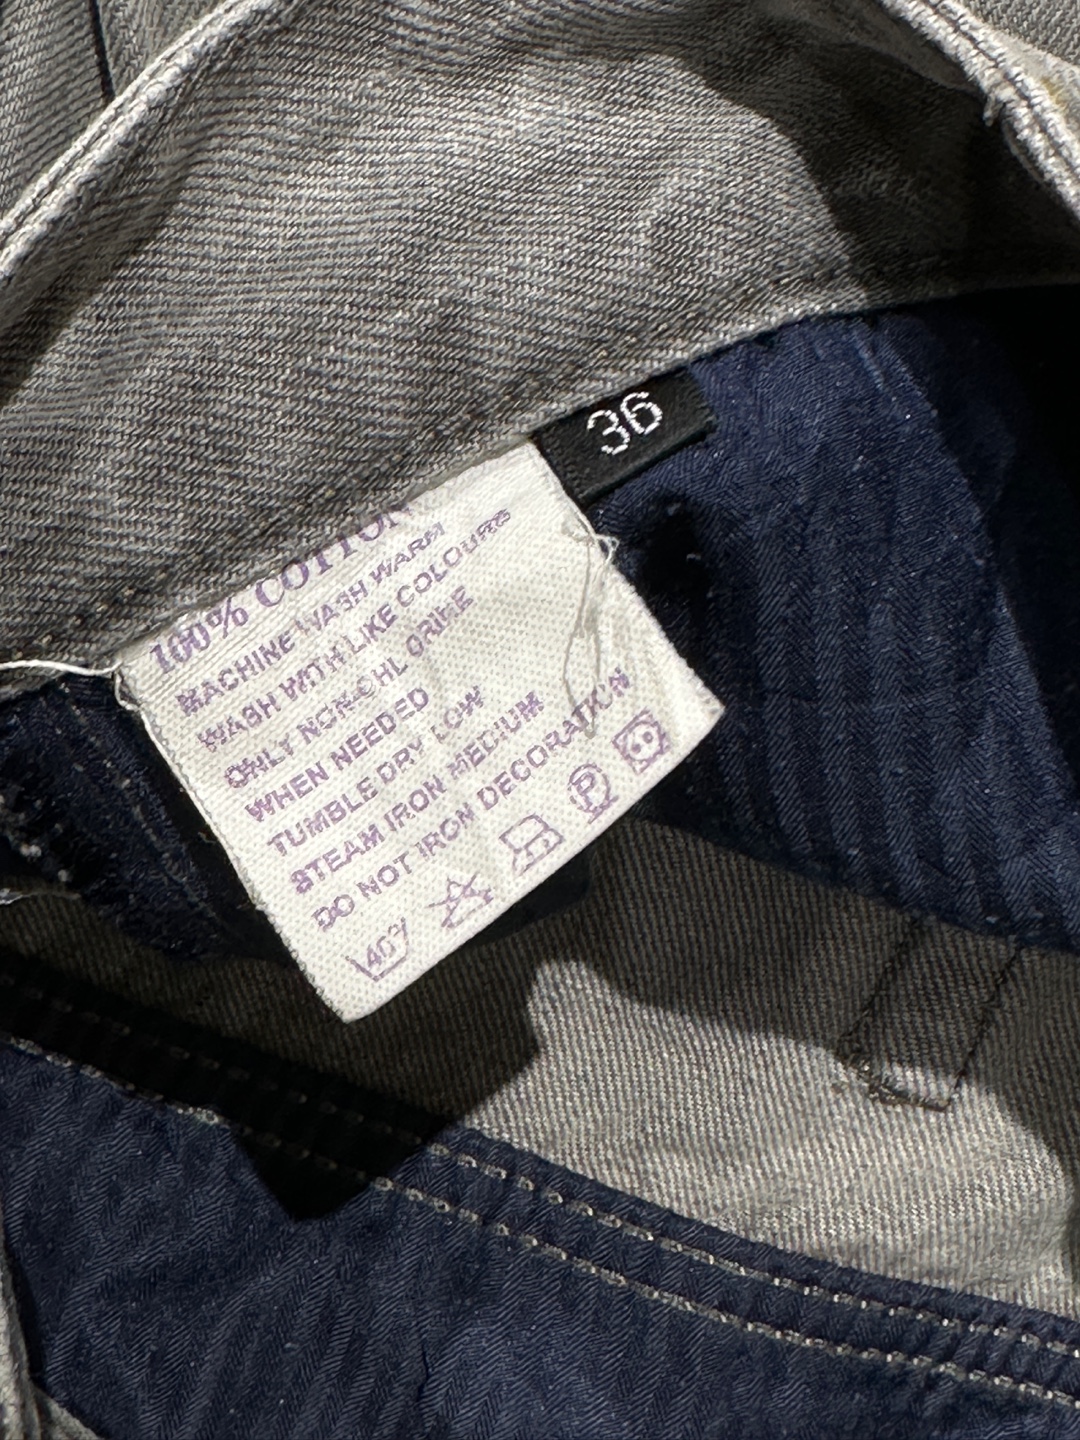 36
100% COTTON
MACHINE WASH WARM
WASH WITH LIKE COLOURS
ONLY NON-CHL ORINE
WHEN NEEDED
TUMBLE DRY LOW
STEAM IRON MEDIUM
DO NOT IRON DECORATION
40°
P